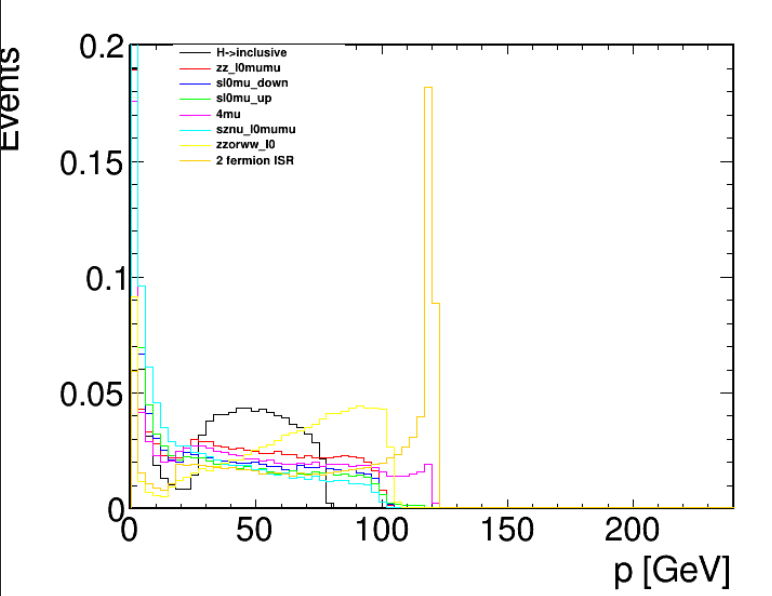 Events
0.2
0.15
0.1
0.05
0
H->inclusive
zz_l0mumu
sl0mu_down
sl0mu_up
4mu
sznu_l0mumu
zzorww_l0
2 fermion ISR
0 50 100 150 200
p [GeV]